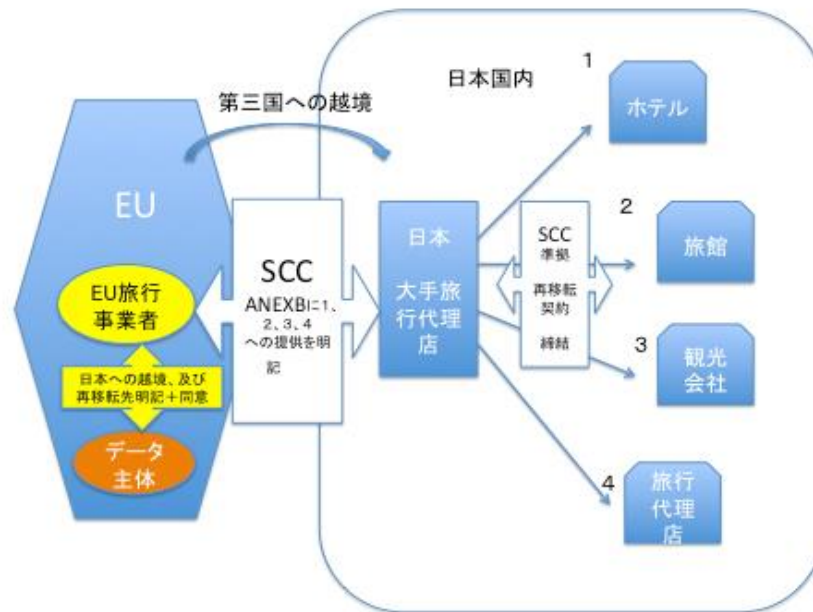 第三国への越境
日本国内
EU
EU旅行
事業者
日本への越境、及び
再移転先明記＋同意
データ
主体
SCC
ANEXBに１、
２、３、４
への提供を明
記
日本
大手旅
行代理
店
SCC
準拠
再移転
契約
締結
１
ホテル
２
旅館
３
観光
会社
４
旅行
代理
店